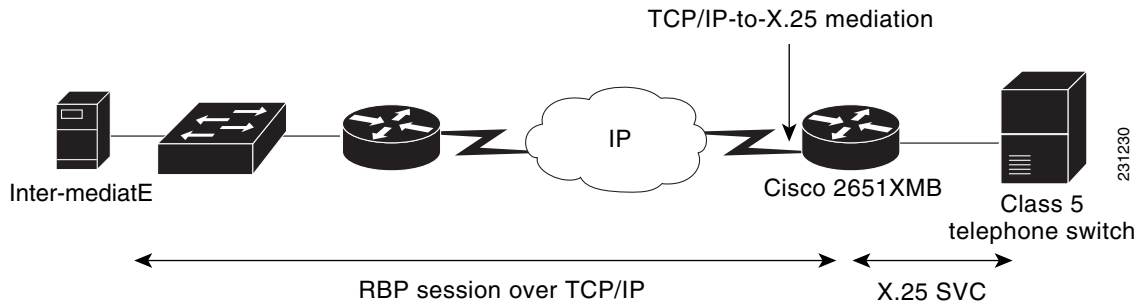 TCP/IP-to-X.25 mediation
IP
Inter-mediatE
Cisco 2651XMB
Class 5
telephone switch
231230
RBP session over TCP/IP
X.25 SVC